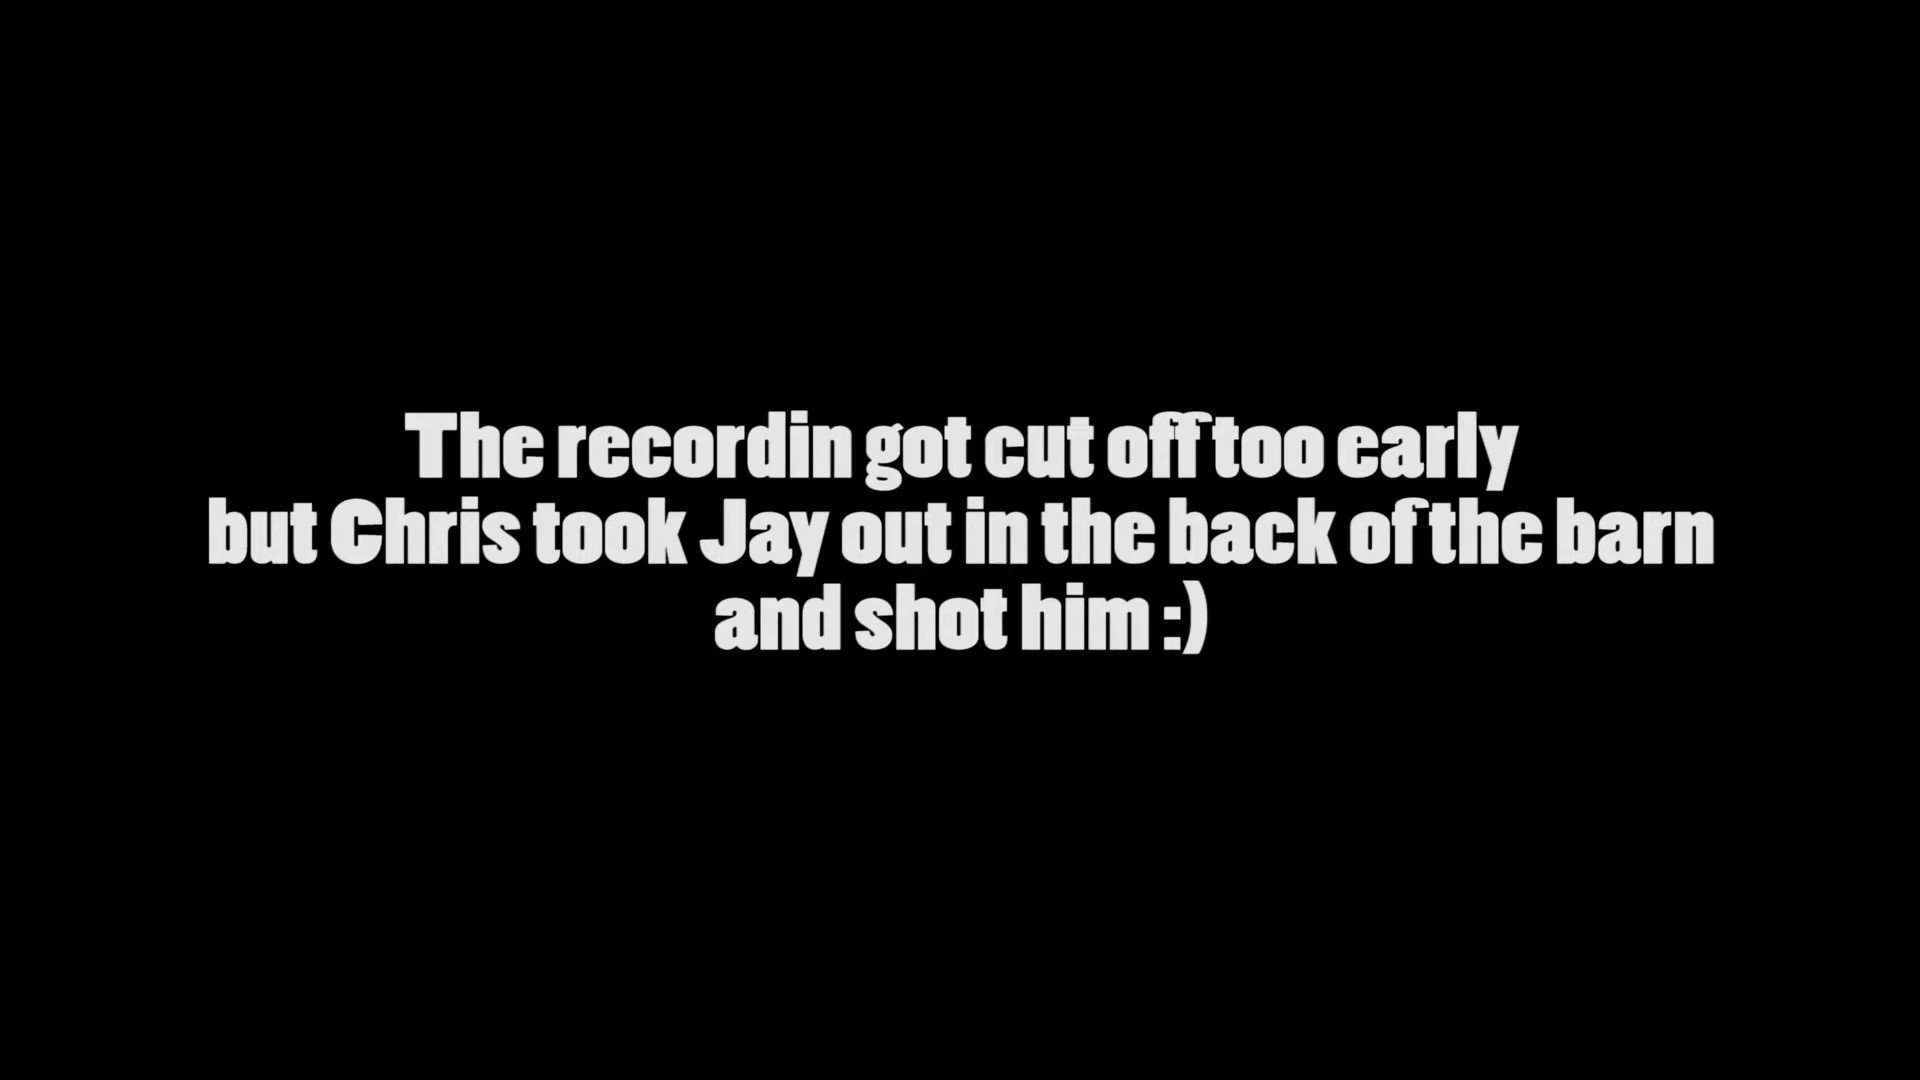 The recordin got cut off too early
but Chris took Jay out in the back of the barn
and shot him :)